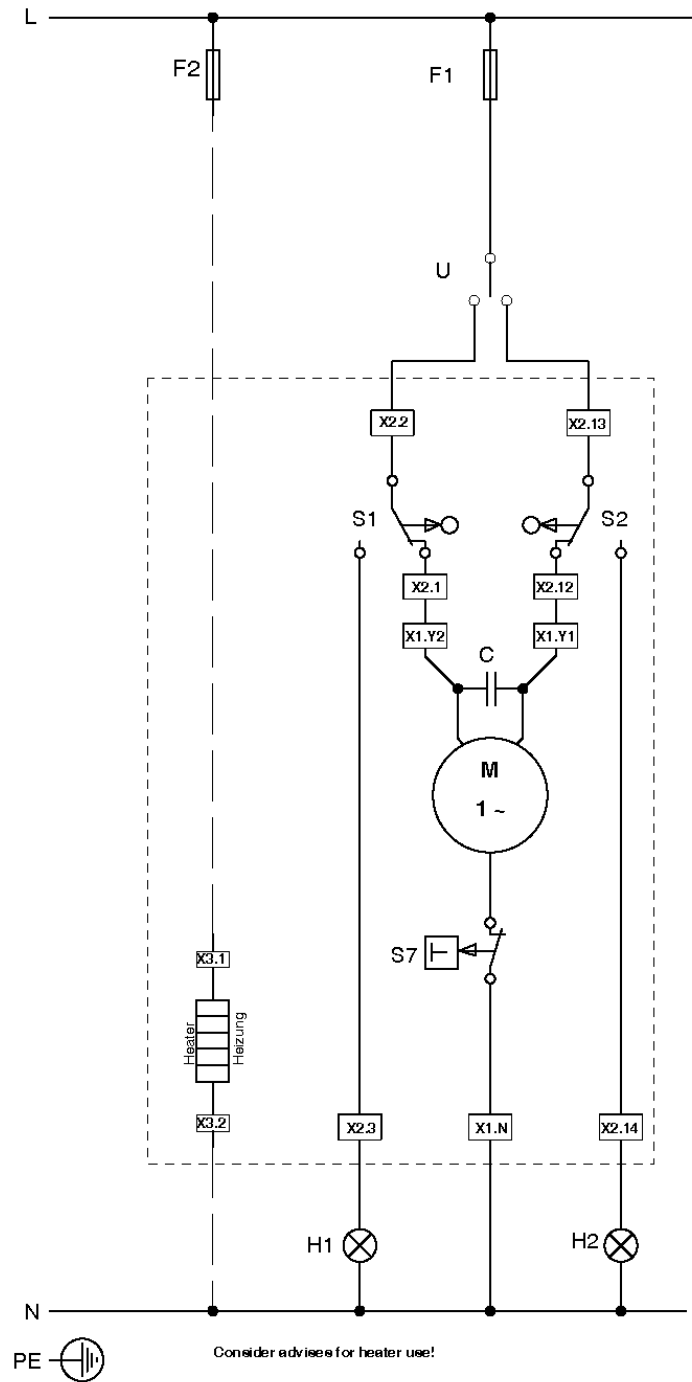 L
F2
F1
U
X2.2
X2.13
S1
S2
X2.1
X2.12
X1.Y2
X1.Y1
C
M
1 ~
S7
X3.1
Heater
Heizung
X3.2
X2.3
X1.N
X2.14
H1
H2
N
PE
Consider advises for heater use!